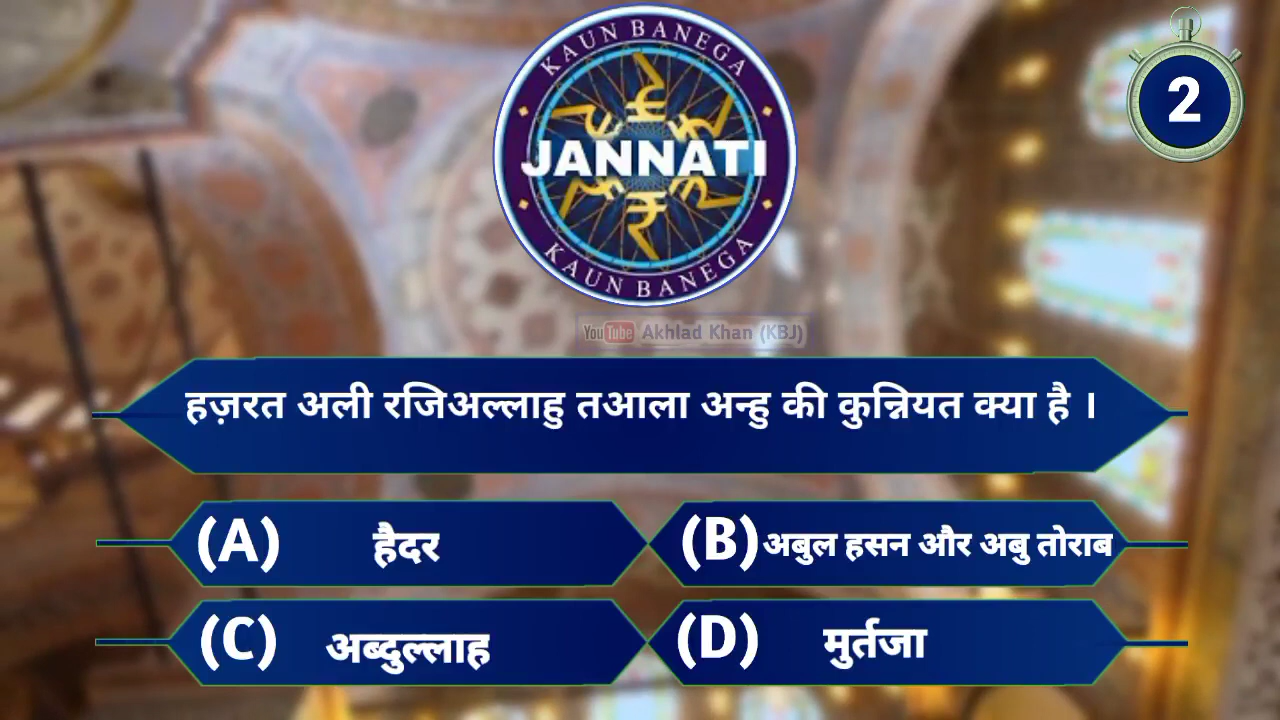 KAUN BANEGA
JANNATI
KAUN BANEGA
2
YouTube Akhlad Khan (KBJ)
हज़रत अली रजिअल्लाहु तआला अन्हु की कुन्नियत क्या है ।
(A) हैदर
(B) अबुल हसन और अबु तोराब
(C) अब्दुल्लाह
(D) मुर्तजा